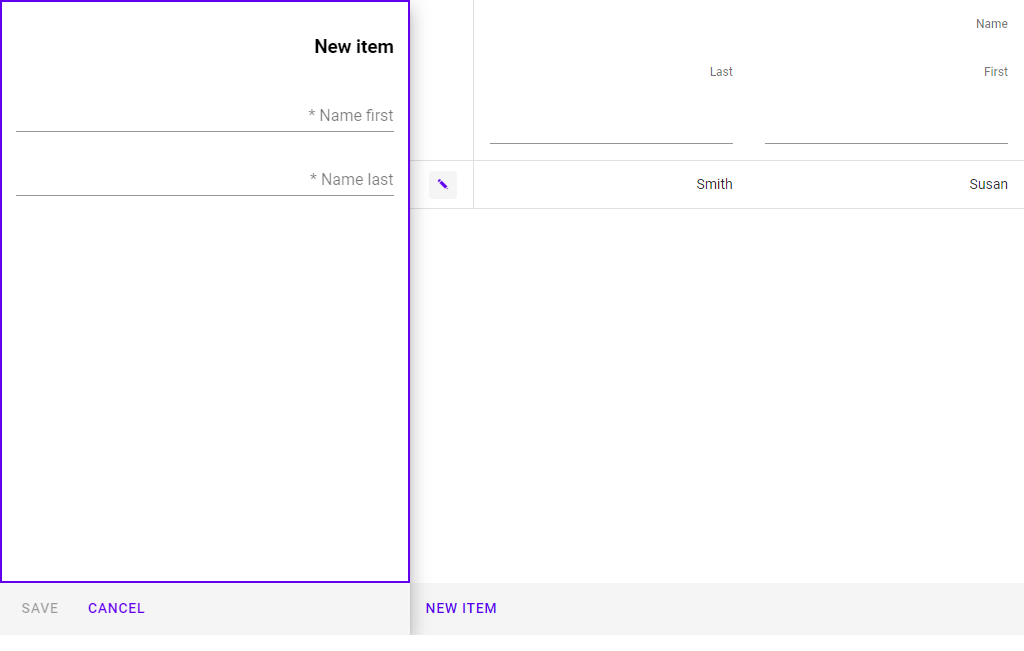 New item
* Name first
* Name last
SAVE
CANCEL
Name
Last
First
Smith
Susan
NEW ITEM